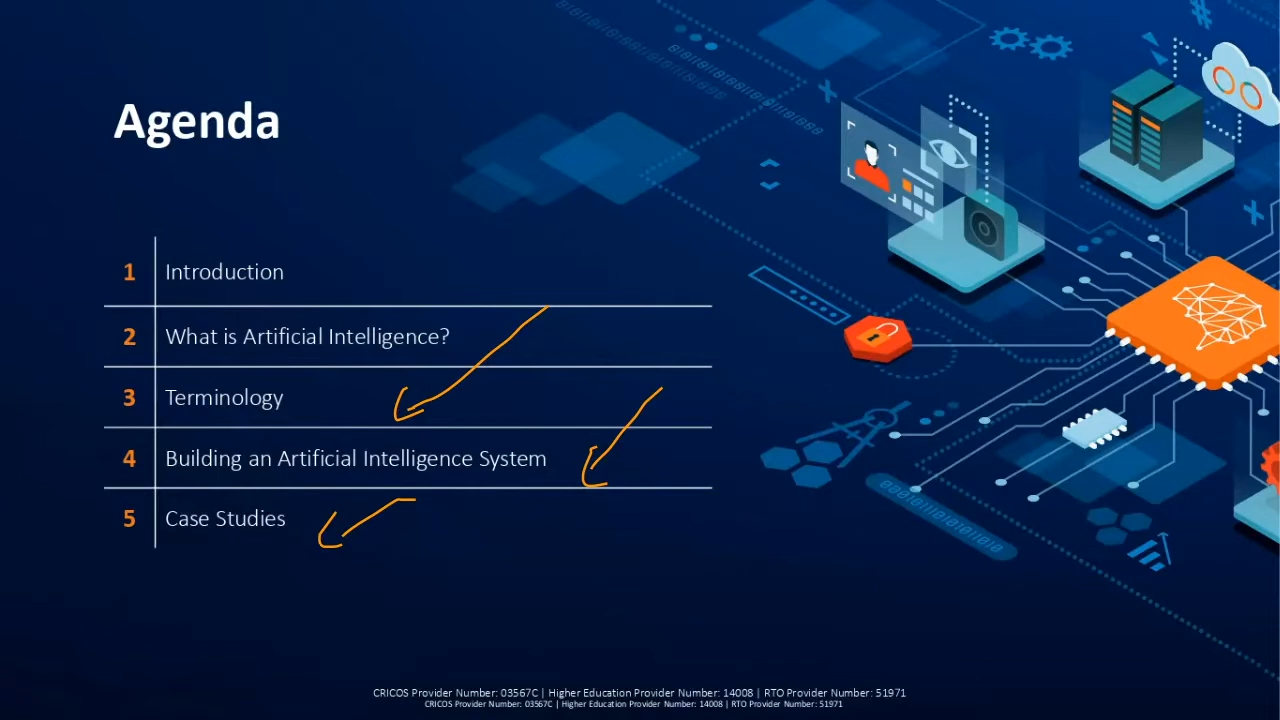 Agenda
1 Introduction
2 What is Artificial Intelligence?
3 Terminology
4 Building an Artificial Intelligence System
5 Case Studies
CRICOS Provider Number: 03567C | Higher Education Provider Number: 14008 | RTO Provider Number: 51971
CRICOS Provider Number: 03567C | Higher Education Provider Number: 14008 | RTO Provider Number: 51971